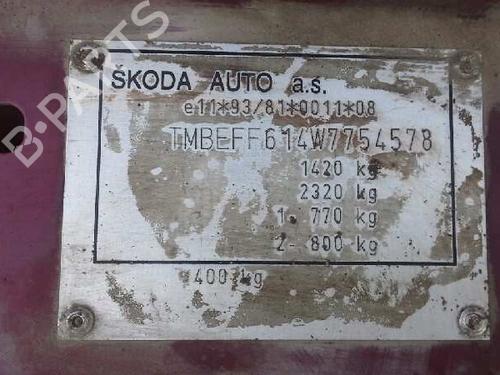 B-PARTS
ŠKODA AUTO a.s.
e11*93/81*0011*08
TMBEFF614W7754578
1420 kg
2320 kg
1- 770 kg
2- 800 kg
400 kg